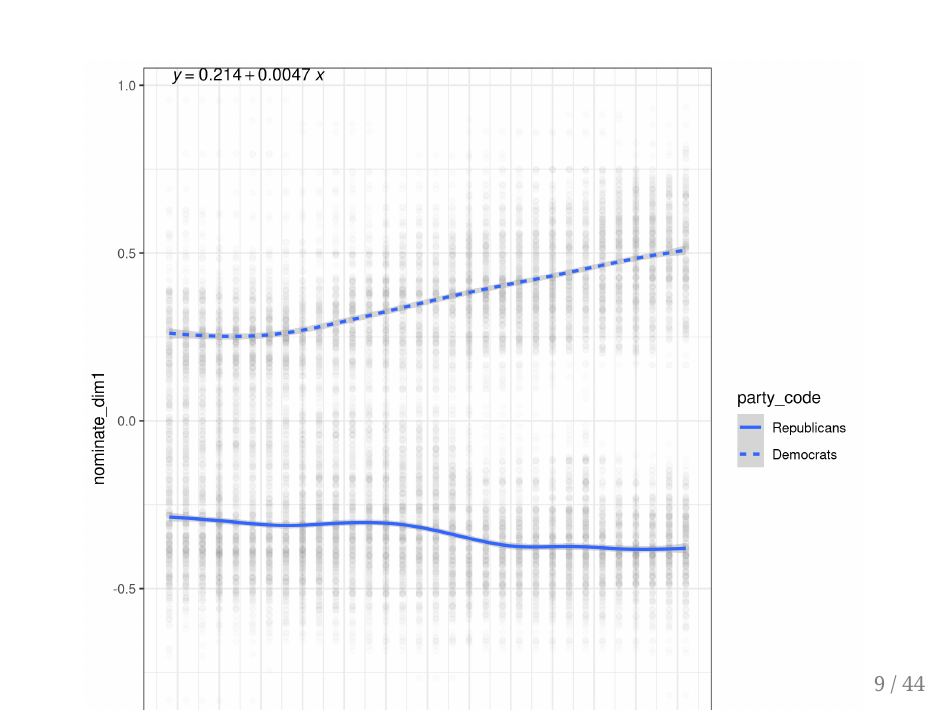 y = 0.214 + 0.0047 x
1.0
0.5
0.0
-0.5
nominate_dim1
party_code
Republicans
Democrats
9 / 44